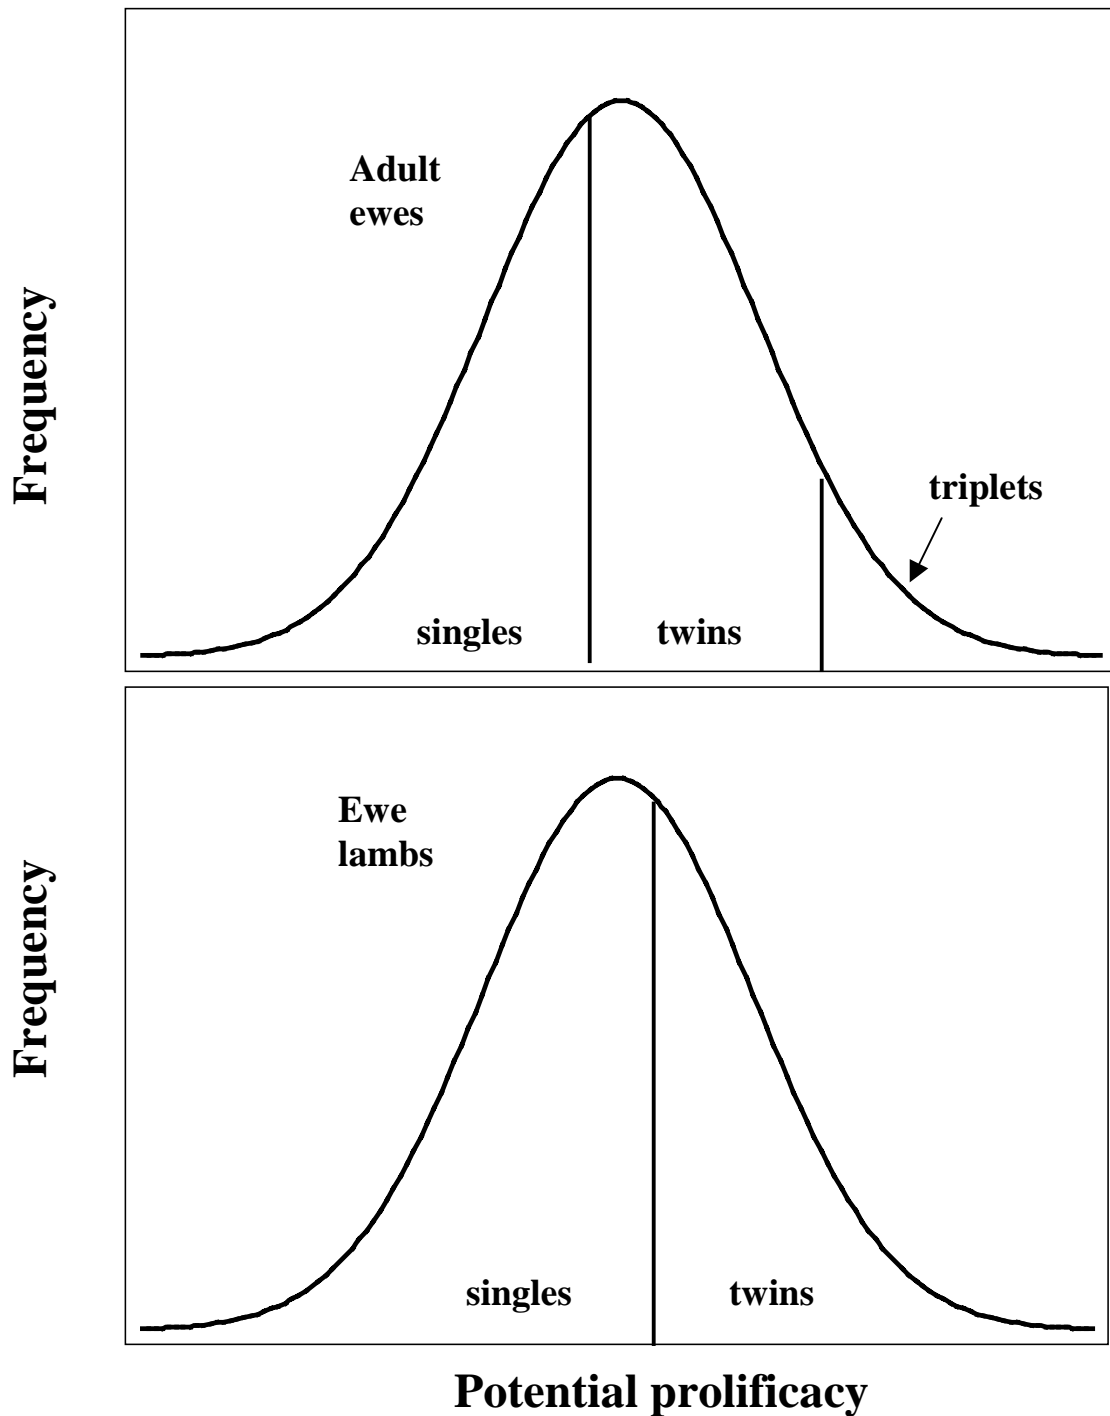 Adult
ewes
Frequency
triplets
singles
twins
Ewe
lambs
Frequency
singles
twins
Potential prolificacy